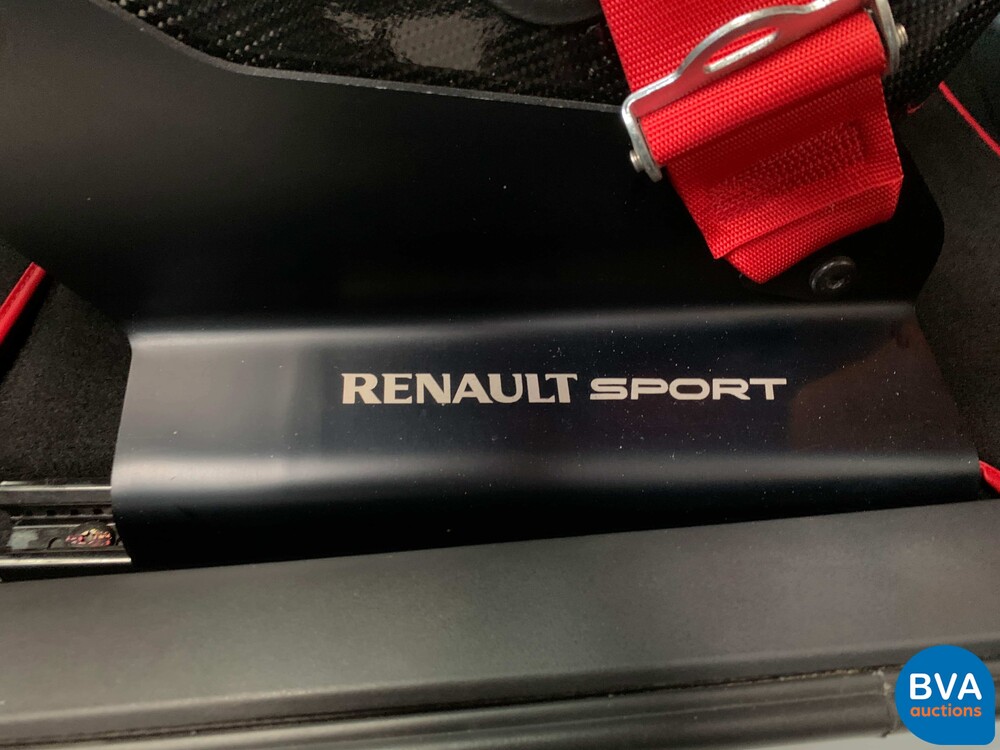 RENAULT SPORT
BVA
auctions